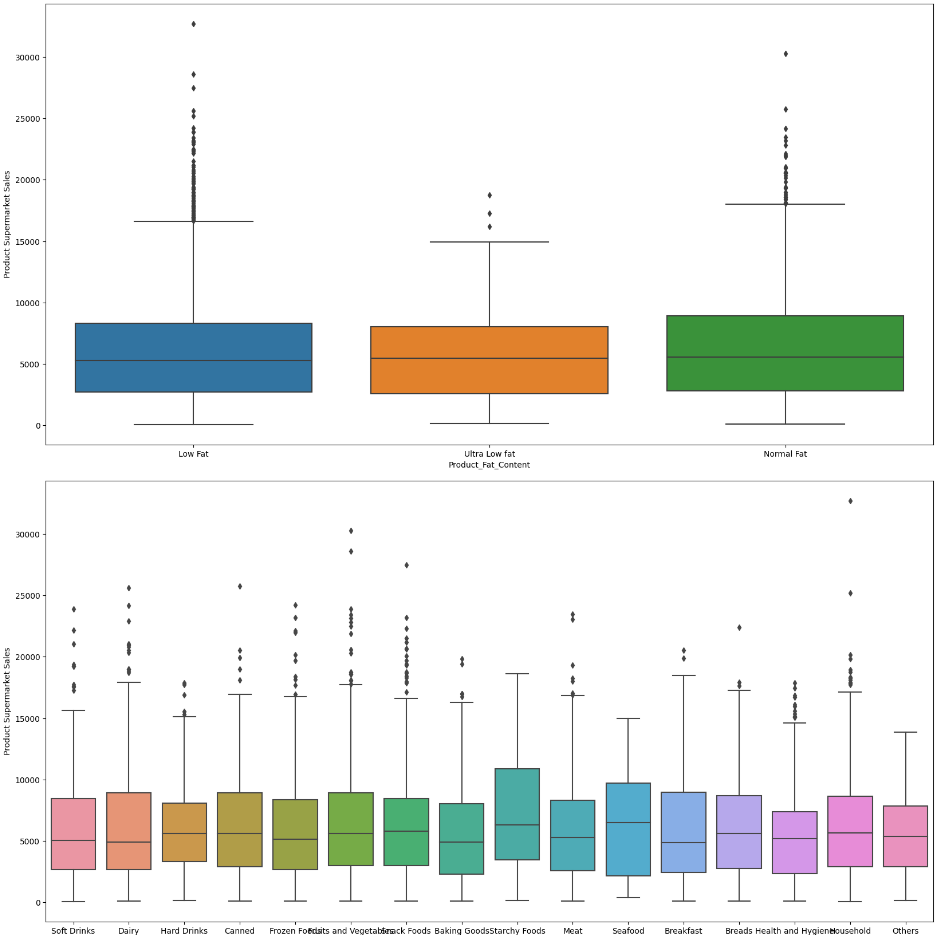 30000
25000
20000
15000
10000
5000
0
Product Supermarket Sales
Low Fat Ultra Low fat Normal Fat
Product_Fat_Content
30000
25000
20000
15000
10000
5000
0
Product Supermarket Sales
Soft Drinks Dairy Hard Drinks Canned Frozen Foods Fruits and Vegetables Snack Foods Baking Goods Starchy Foods Meat Seafood Breakfast Breads Health and Hygiene Household Others